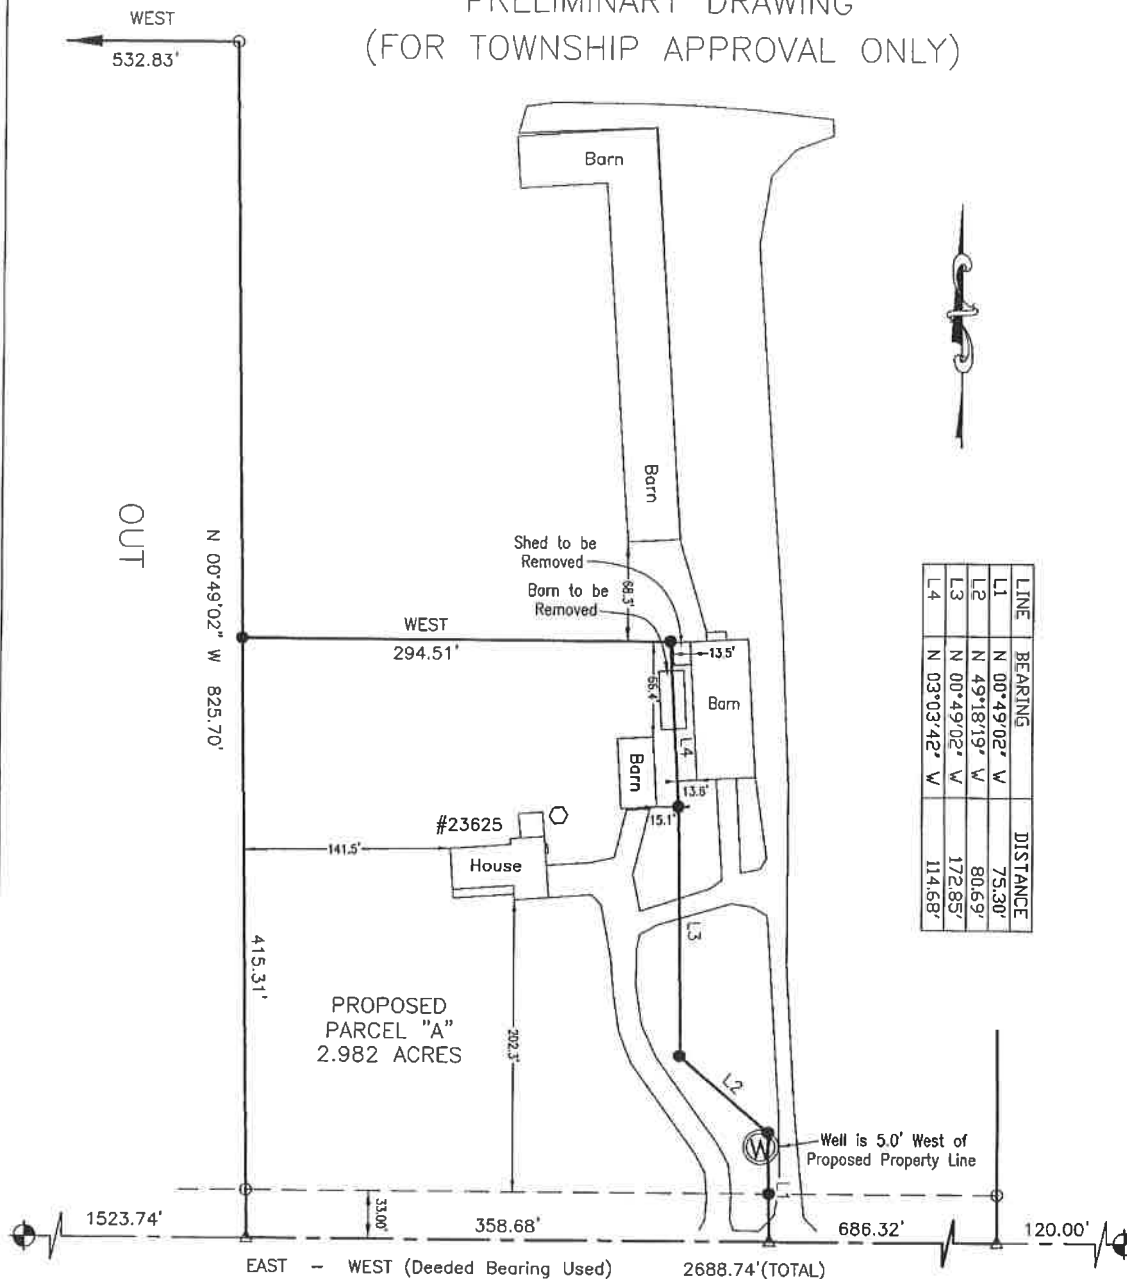 PRELIMINARY DRAWING
(FOR TOWNSHIP APPROVAL ONLY)
WEST
532.83'
Barn
Barn
OUT
N 00°49'02" W 825.70'
Shed to be
Removed
Barn to be
Removed
68.3'
WEST
294.51'
13.5'
66.4'
Barn
L4
Barn
13.6'
15.1'
#23625
141.5'
House
L3
415.31'
PROPOSED
PARCEL "A"
2.982 ACRES
202.3'
L2
W
Well is 5.0' West of
Proposed Property Line
L1
33.00'
1523.74'
358.68'
686.32'
120.00'
EAST - WEST (Deeded Bearing Used) 2688.74'(TOTAL)
LINE BEARING DISTANCE
L1 N 00°49'02" W 75.30'
L2 N 49°18'19" W 80.69'
L3 N 00°49'02" W 172.85'
L4 N 03°03'42" W 114.68'